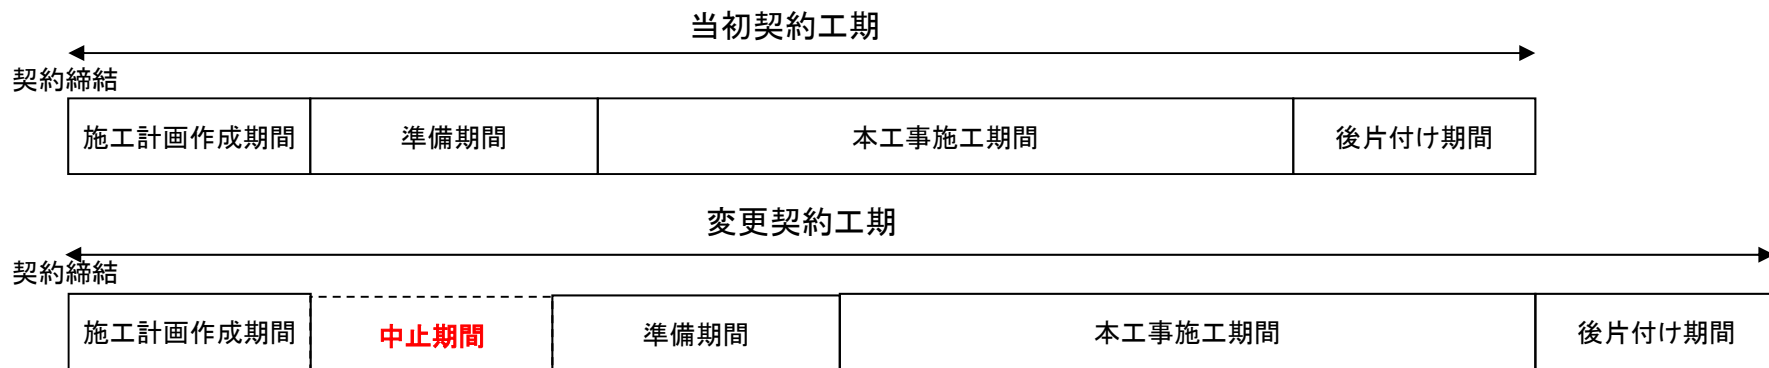 当初契約工期
契約締結
施工計画作成期間 準備期間 本工事施工期間 後片付け期間
変更契約工期
契約締結
施工計画作成期間 中止期間 準備期間 本工事施工期間 後片付け期間